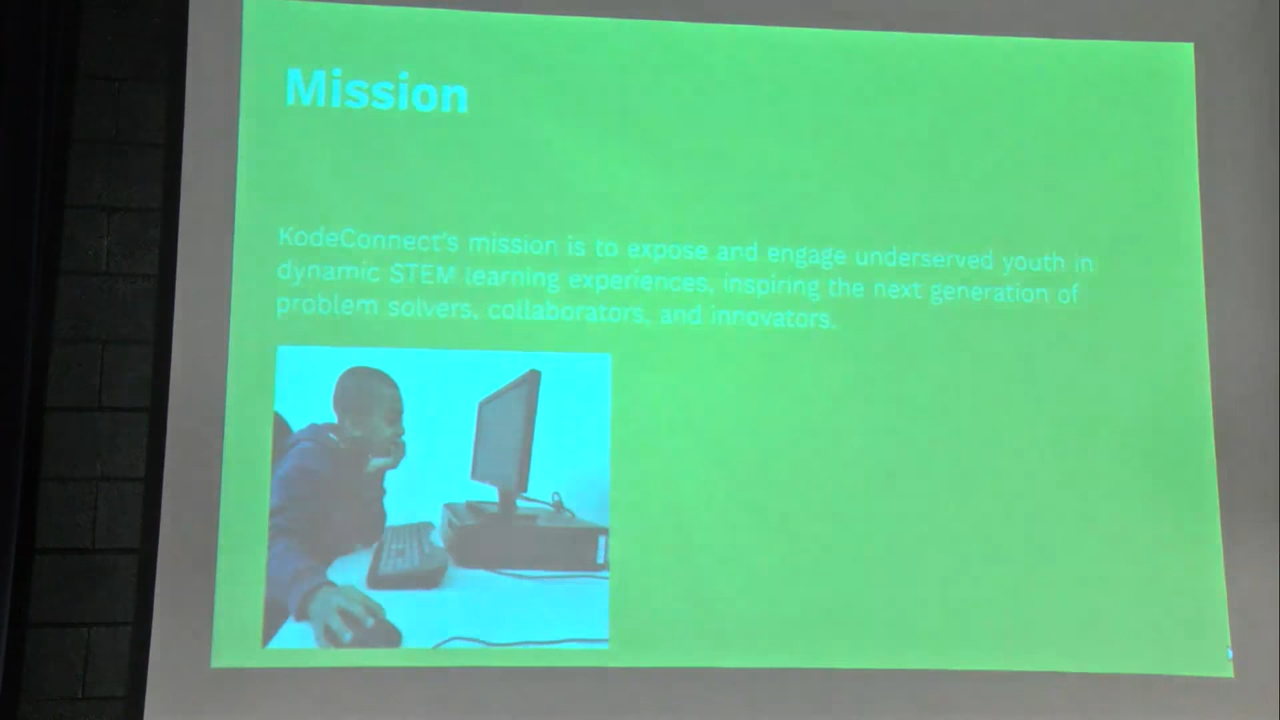 Mission
KodeConnect's mission is to expose and engage underserved youth in
dynamic STEM learning experiences, inspiring the next generation of
problem solvers, collaborators, and innovators.